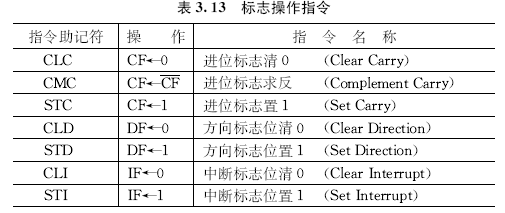 表 3.13 标志操作指令
指令助记符 操 作 指 令 名 称
CLC CF←0 进位标志清 0 (Clear Carry)
CMC CF←C̅F̅ 进位标志求反 (Complement Carry)
STC CF←1 进位标志置 1 (Set Carry)
CLD DF←0 方向标志位清 0 (Clear Direction)
STD DF←1 方向标志位置 1 (Set Direction)
CLI IF←0 中断标志位清 0 (Clear Interrupt)
STI IF←1 中断标志位置 1 (Set Interrupt)